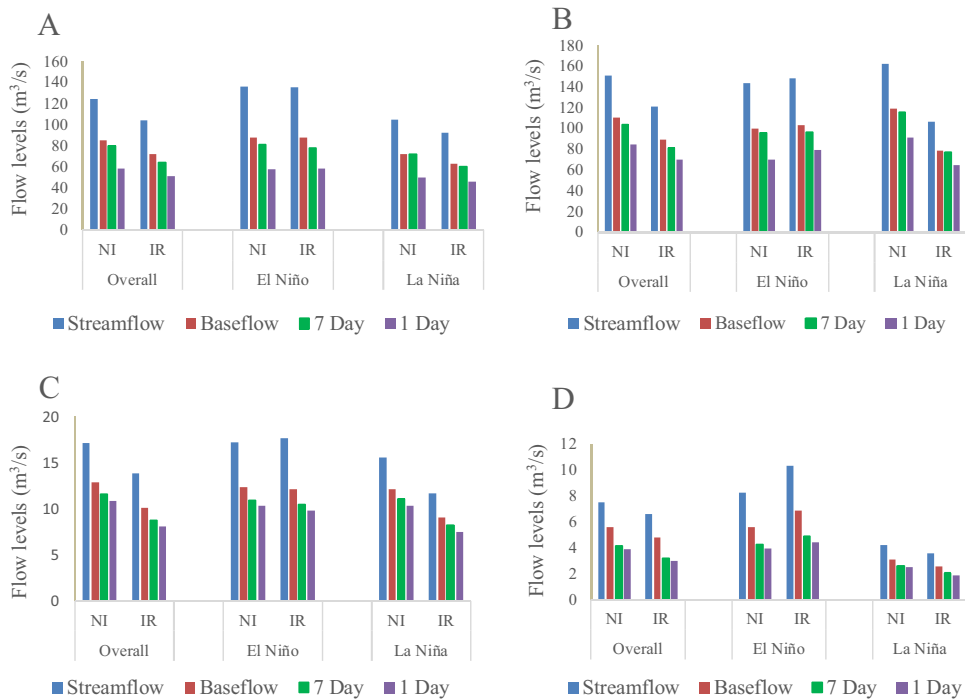 A
Flow levels (m³/s)
160
140
120
100
80
60
40
20
0
NI IR NI IR NI IR
Overall El Niño La Niña
Streamflow Baseflow 7 Day 1 Day
B
Flow levels (m³/s)
180
160
140
120
100
80
60
40
20
0
NI IR NI IR NI IR
Overall El Niño La Niña
Streamflow Baseflow 7 Day 1 Day
C
Flow levels (m³/s)
20
15
10
5
0
NI IR NI IR NI IR
Overall El Niño La Niña
Streamflow Baseflow 7 Day 1 Day
D
Flow levels (m³/s)
12
10
8
6
4
2
0
NI IR NI IR NI IR
Overall El Niño La Niña
Streamflow Baseflow 7 Day 1 Day